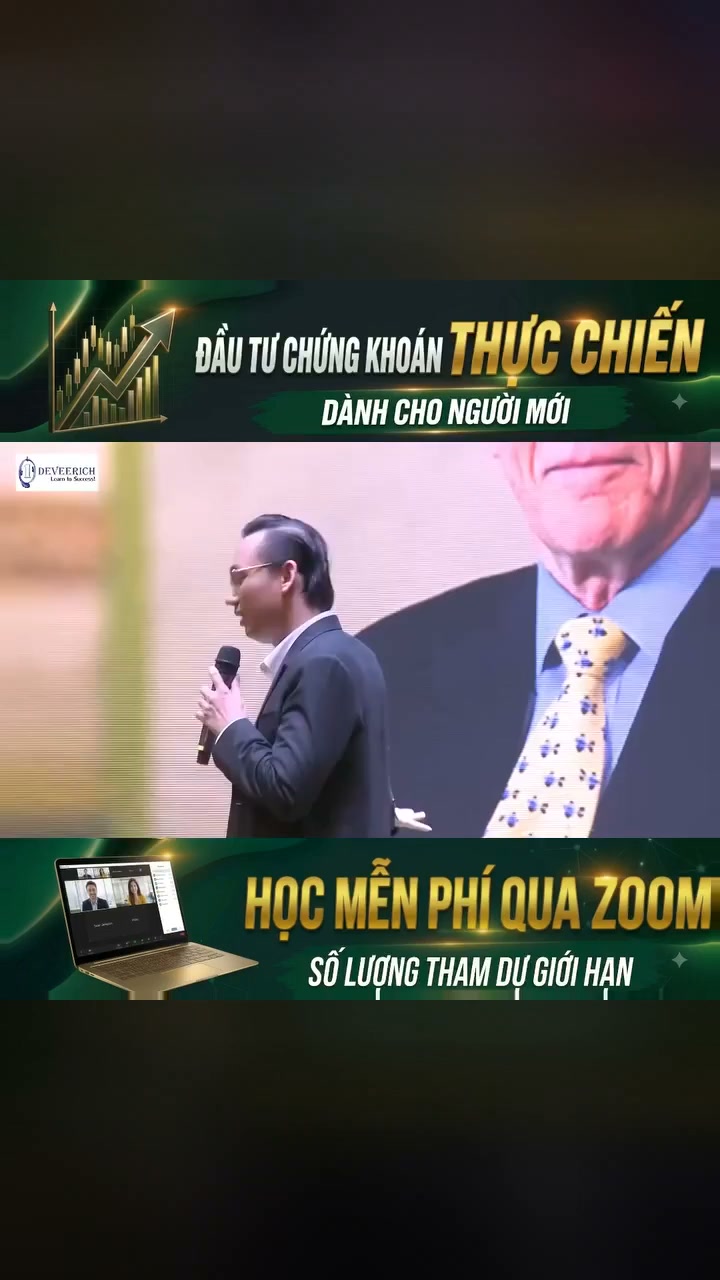 ĐẦU TƯ CHỨNG KHOÁN THỰC CHIẾN
DÀNH CHO NGƯỜI MỚI
DEVEERICH
Learn to Success!
HỌC MỄN PHÍ QUA ZOOM
SỐ LƯỢNG THAM DỰ GIỚI HẠN